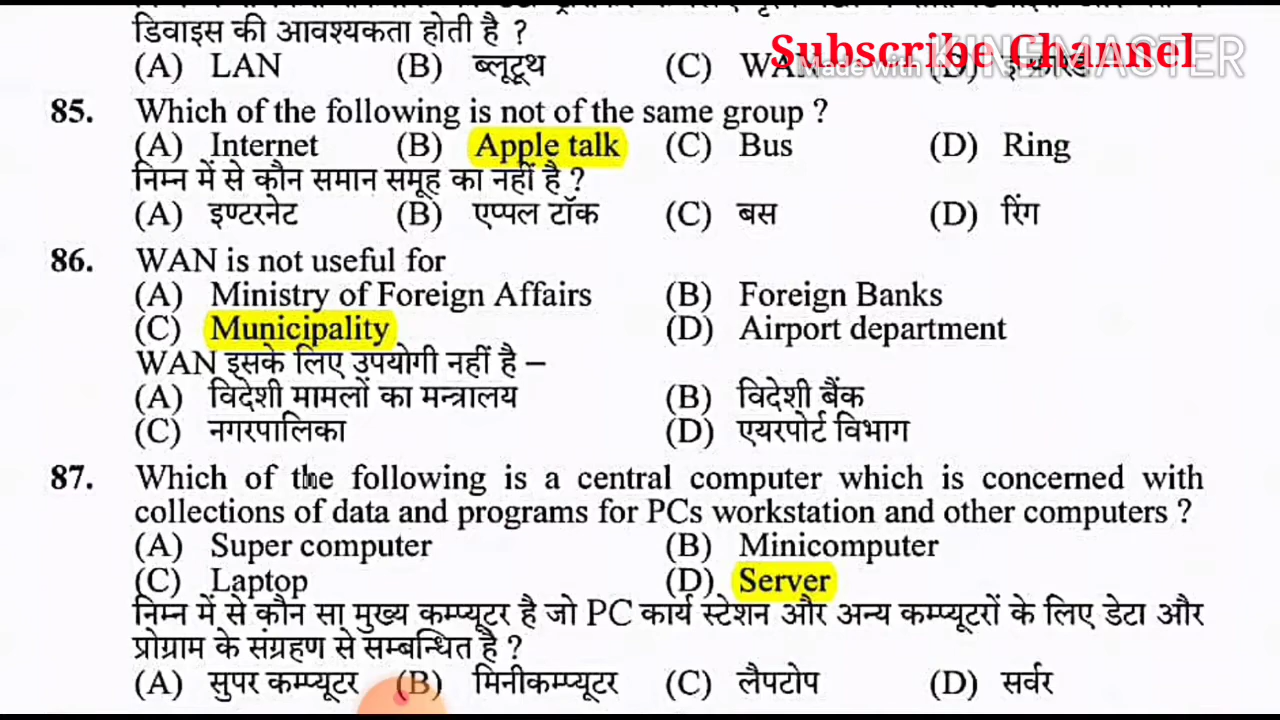 डिवाइस की आवश्यकता होती है ?
Subscribe Channel
KINEMASTER
Made with
(A) LAN (B) ब्लूटूथ (C) WAN (D)
85. Which of the following is not of the same group ?
(A) Internet (B) Apple talk (C) Bus (D) Ring
निम्न में से कौन समान समूह का नहीं है ?
(A) इण्टरनेट (B) एप्पल टॉक (C) बस (D) रिंग
86. WAN is not useful for
(A) Ministry of Foreign Affairs (B) Foreign Banks
(C) Municipality (D) Airport department
WAN इसके लिए उपयोगी नहीं है –
(A) विदेशी मामलों का मन्त्रालय (B) विदेशी बैंक
(C) नगरपालिका (D) एयरपोर्ट विभाग
87. Which of the following is a central computer which is concerned with
collections of data and programs for PCs workstation and other computers ?
(A) Super computer (B) Minicomputer
(C) Laptop (D) Server
निम्न में से कौन सा मुख्य कम्प्यूटर है जो PC कार्य स्टेशन और अन्य कम्प्यूटरों के लिए डेटा और
प्रोग्राम के संग्रहण से सम्बन्धित है ?
(A) सुपर कम्प्यूटर (B) मिनीकम्प्यूटर (C) लैपटोप (D) सर्वर